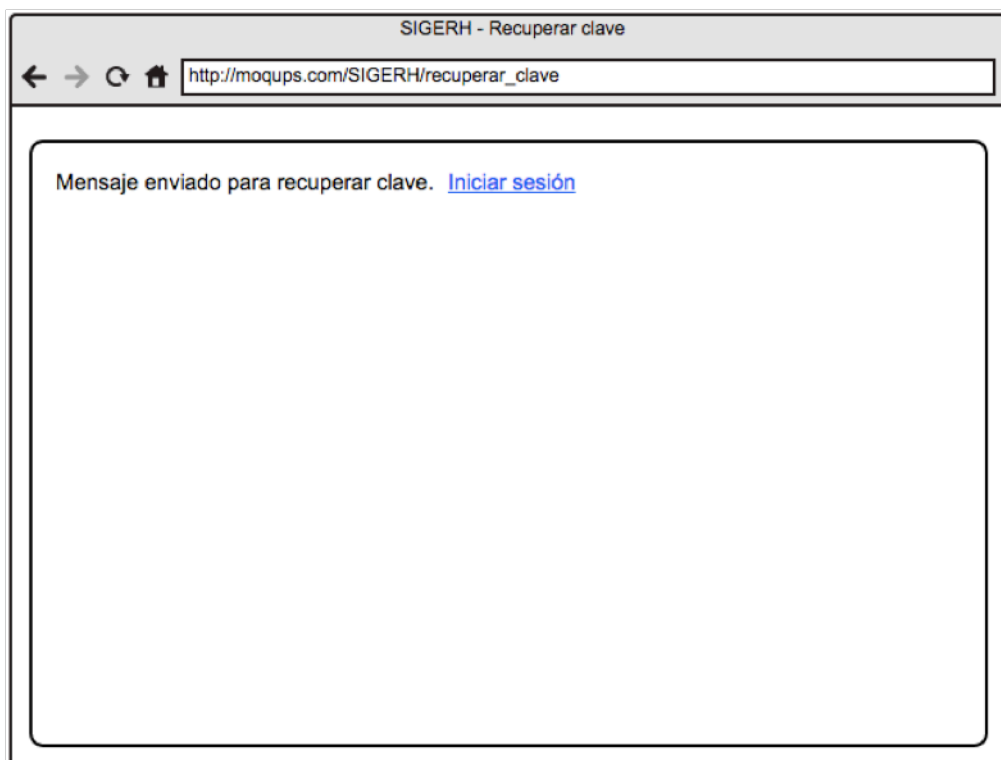 SIGERH - Recuperar clave
http://moqups.com/SIGERH/recuperar_clave
Mensaje enviado para recuperar clave. Iniciar sesión